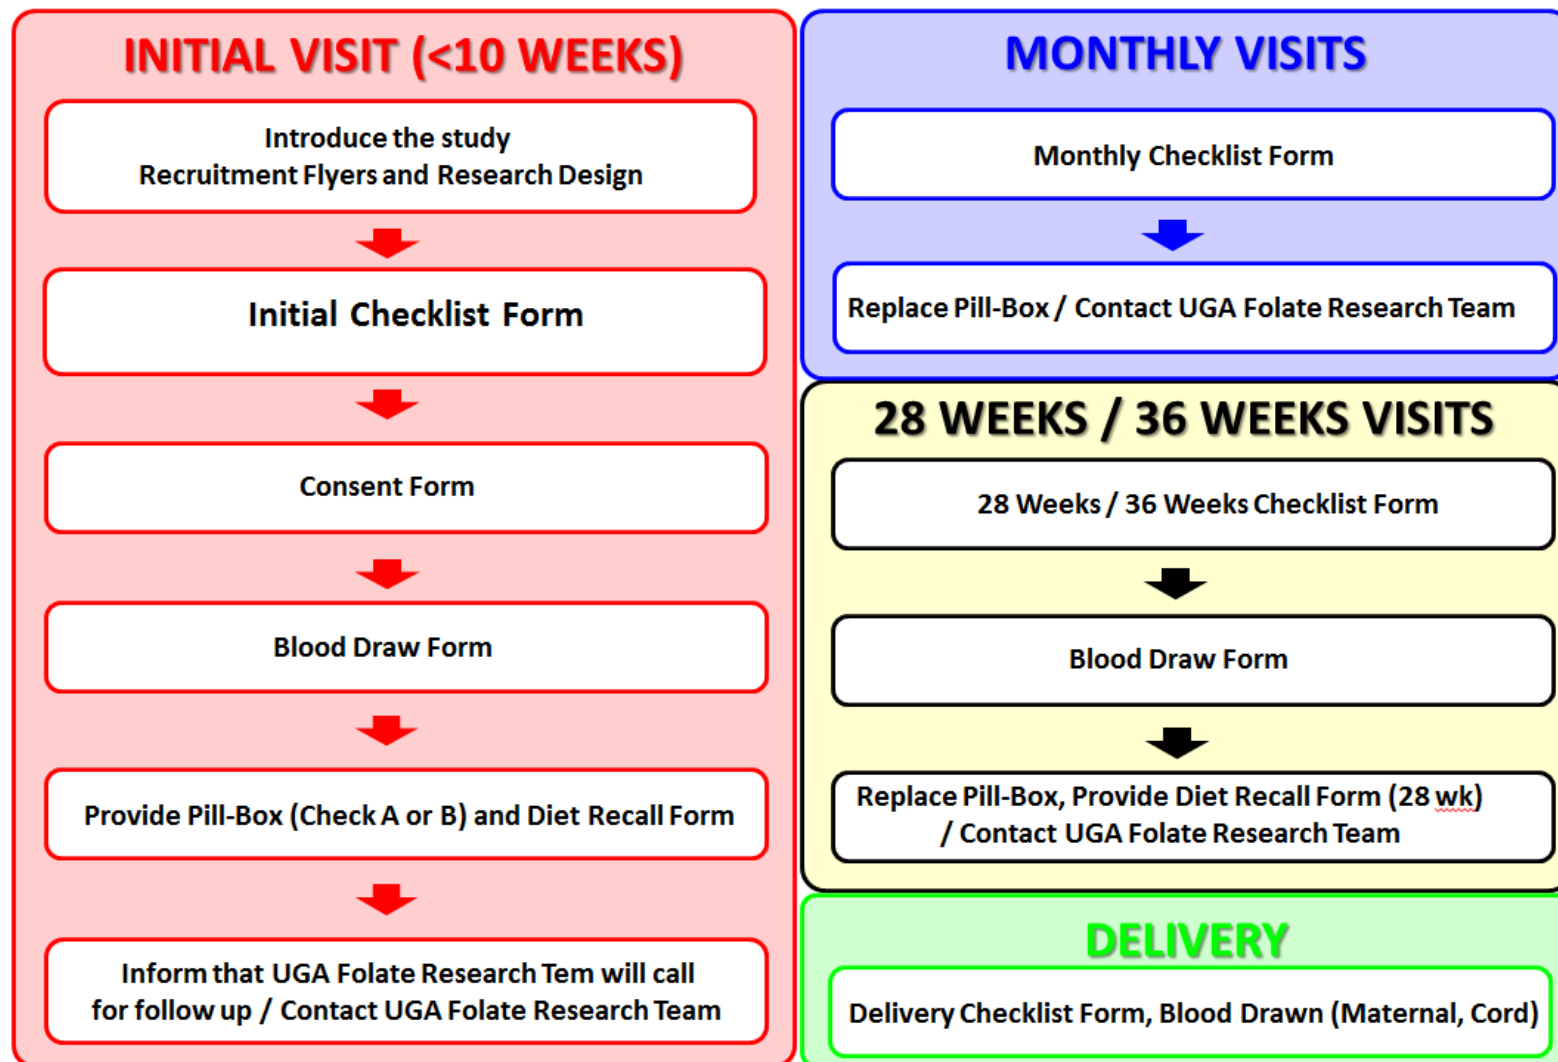 INITIAL VISIT (<10 WEEKS)
Introduce the study
Recruitment Flyers and Research Design
Initial Checklist Form
Consent Form
Blood Draw Form
Provide Pill-Box (Check A or B) and Diet Recall Form
Inform that UGA Folate Research Tem will call
for follow up / Contact UGA Folate Research Team
MONTHLY VISITS
Monthly Checklist Form
Replace Pill-Box / Contact UGA Folate Research Team
28 WEEKS / 36 WEEKS VISITS
28 Weeks / 36 Weeks Checklist Form
Blood Draw Form
Replace Pill-Box, Provide Diet Recall Form (28 wk)
/ Contact UGA Folate Research Team
DELIVERY
Delivery Checklist Form, Blood Drawn (Maternal, Cord)